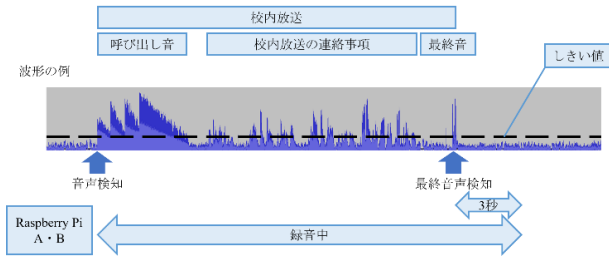 校内放送
呼び出し音
校内放送の連絡事項
最終音
しきい値
波形の例
音声検知
最終音声検知
3秒
Raspberry Pi
A・B
録音中